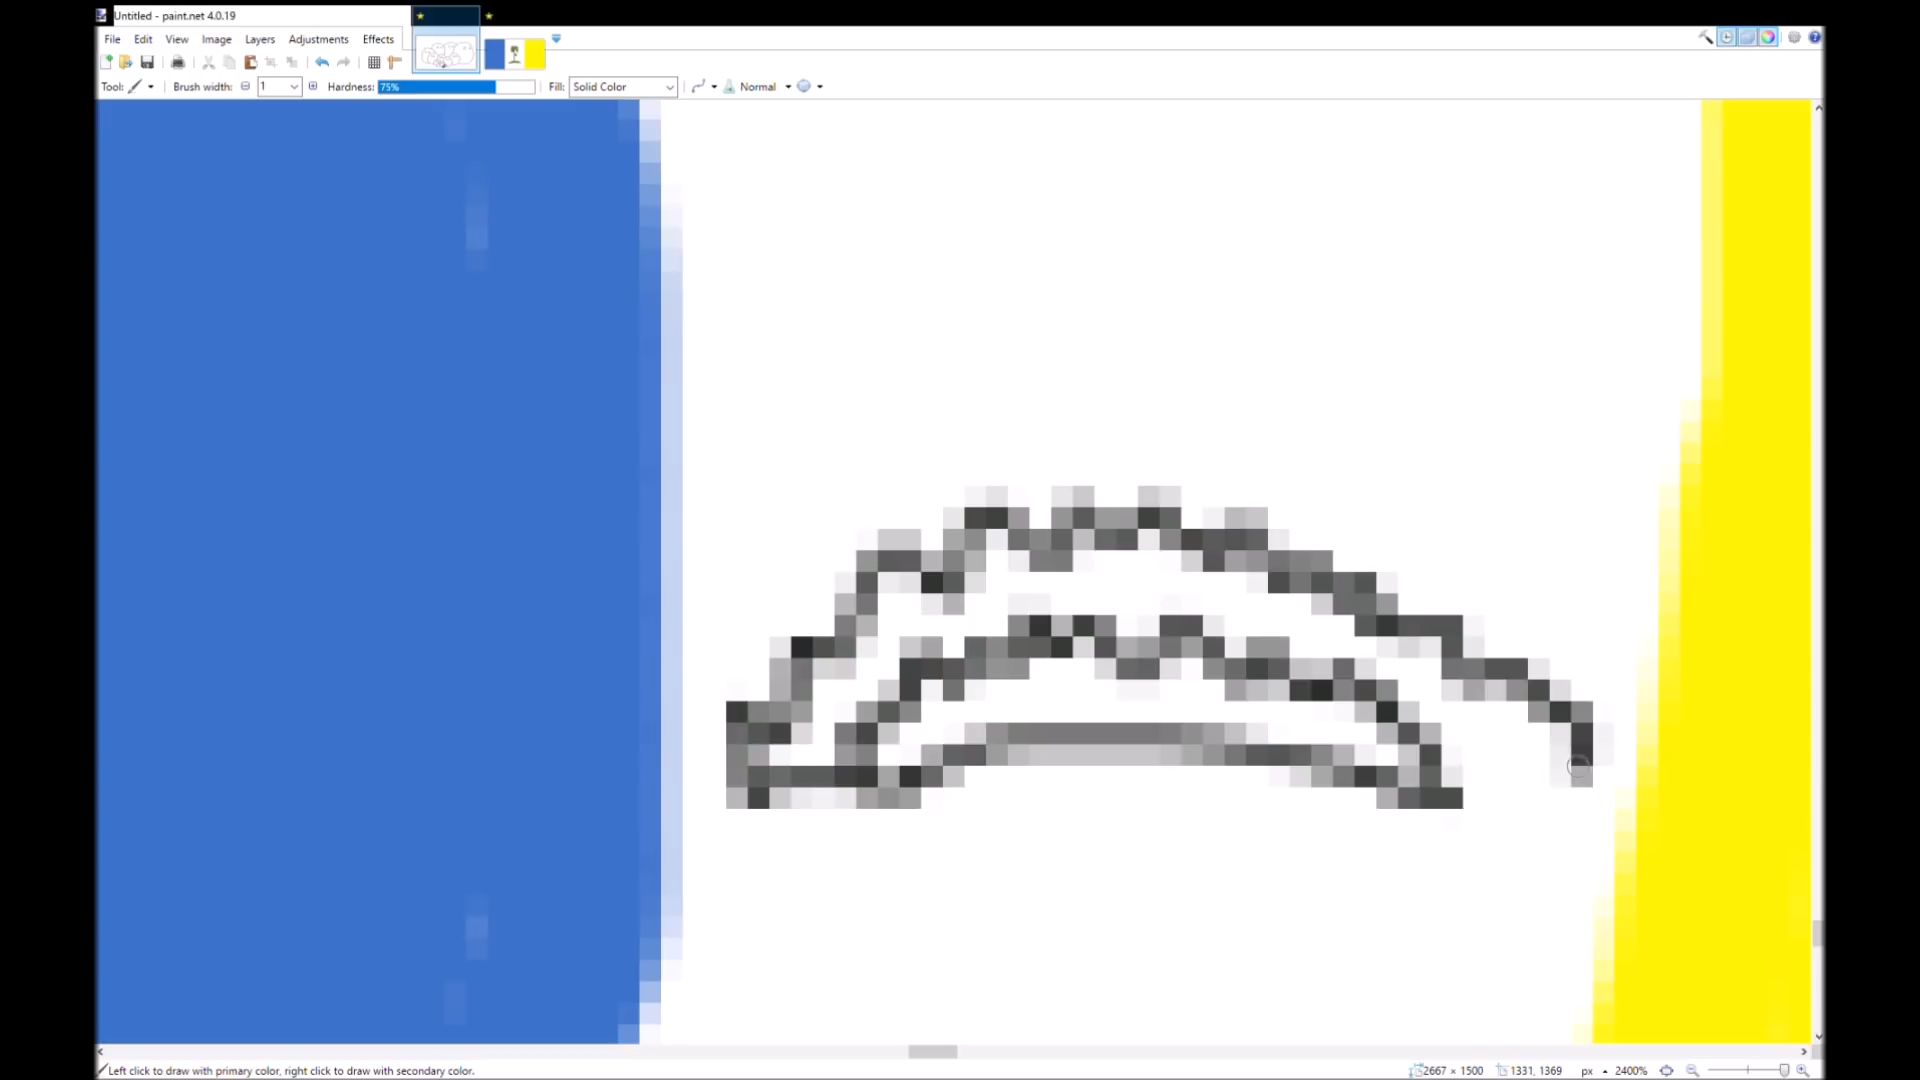 Untitled - paint.net 4.0.19
File Edit View Image Layers Adjustments Effects
Tool: Brush width: 1 Hardness: 75% Fill: Solid Color Normal
Left click to draw with primary color, right click to draw with secondary color. 2667 × 1500 1331, 1369 px 2400%